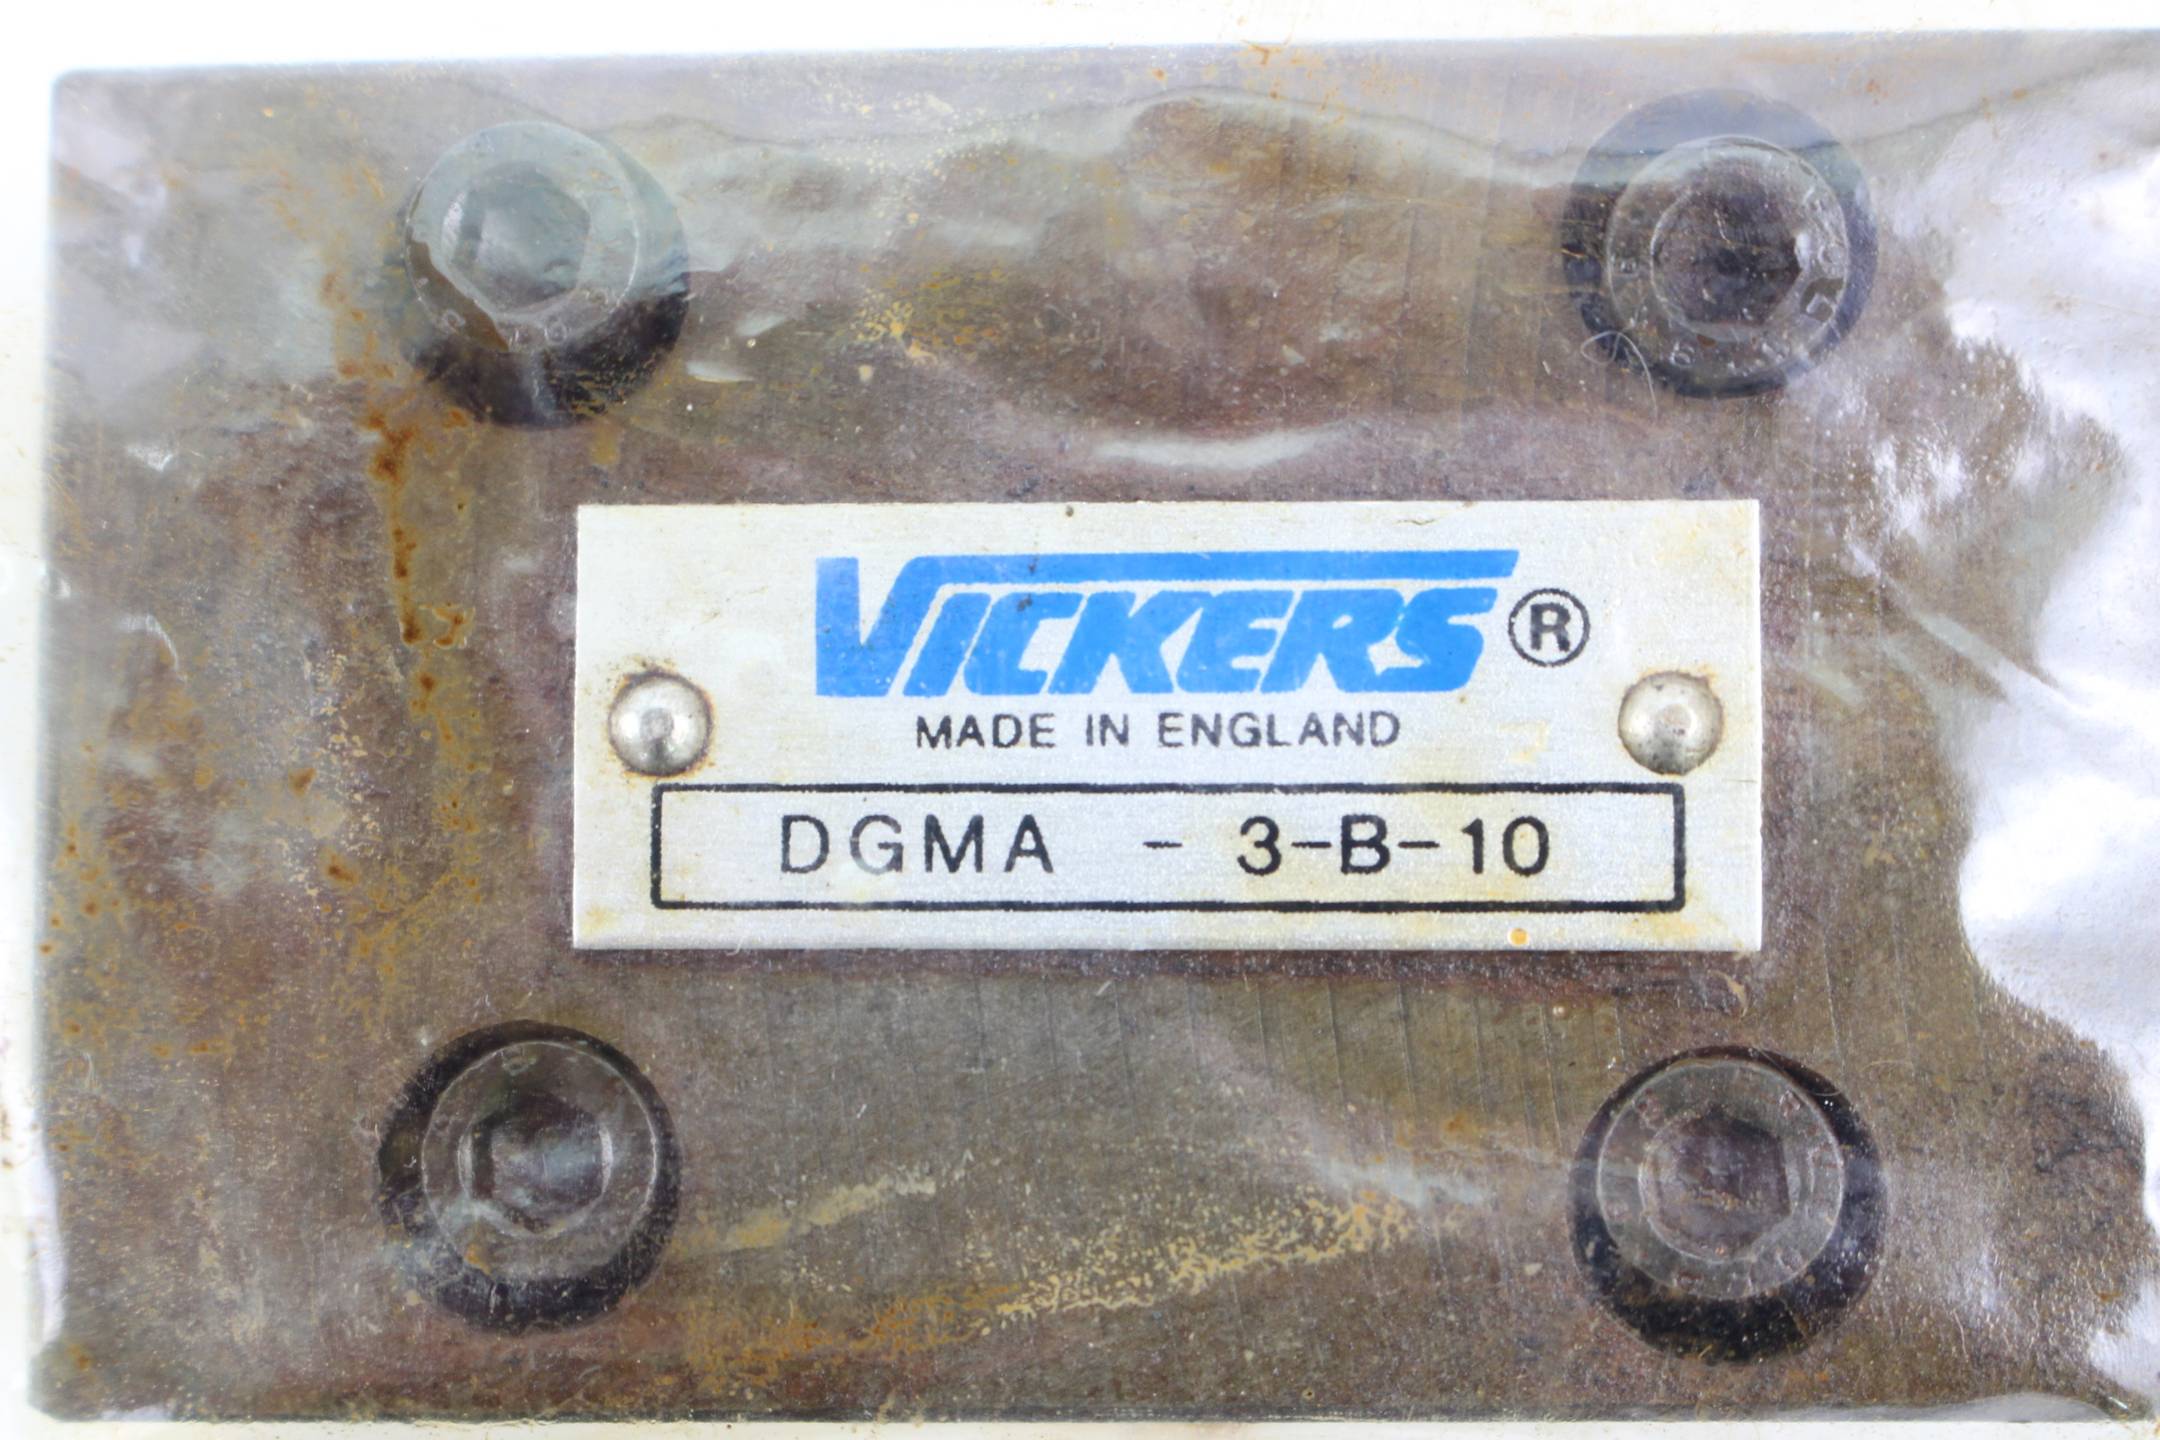 VICKERS®
MADE IN ENGLAND
DGMA - 3-B-10